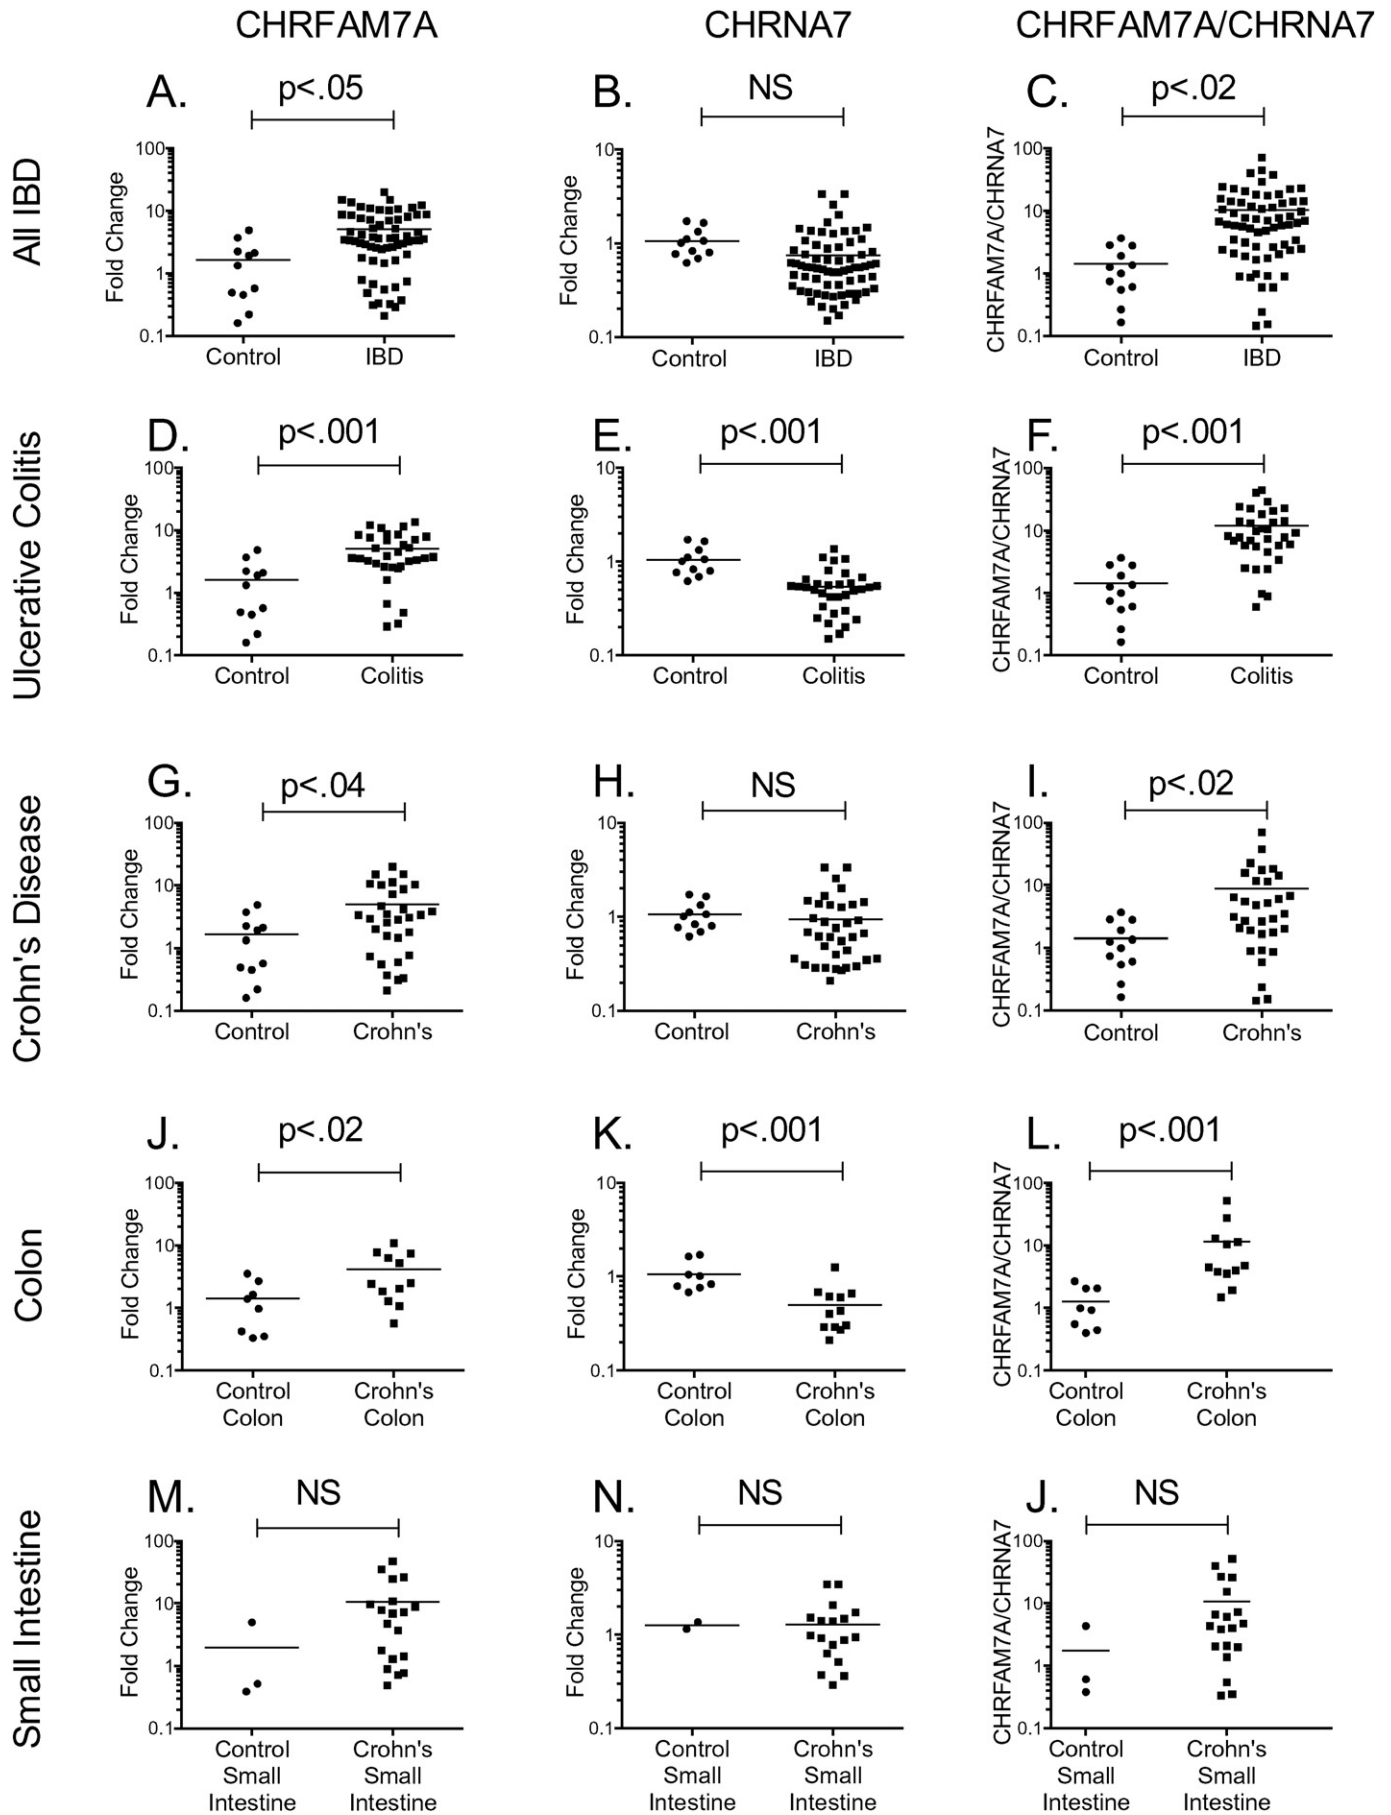 CHRFAM7A
CHRNA7
CHRFAM7A/CHRNA7
All IBD
A.
p<.05
Fold Change
100
10
1
0.1
Control
IBD
B.
NS
Fold Change
10
1
0.1
Control
IBD
C.
p<.02
CHRFAM7A/CHRNA7
100
10
1
0.1
Control
IBD
Ulcerative Colitis
D.
p<.001
Fold Change
100
10
1
0.1
Control
Colitis
E.
p<.001
Fold Change
10
1
0.1
Control
Colitis
F.
p<.001
CHRFAM7A/CHRNA7
100
10
1
0.1
Control
Colitis
Crohn's Disease
G.
p<.04
Fold Change
100
10
1
0.1
Control
Crohn's
H.
NS
Fold Change
10
1
0.1
Control
Crohn's
I.
p<.02
CHRFAM7A/CHRNA7
100
10
1
0.1
Control
Crohn's
Colon
J.
p<.02
Fold Change
100
10
1
0.1
Control
Colon
Crohn's
Colon
K.
p<.001
Fold Change
10
1
0.1
Control
Colon
Crohn's
Colon
L.
p<.001
CHRFAM7A/CHRNA7
100
10
1
0.1
Control
Colon
Crohn's
Colon
Small Intestine
M.
NS
Fold Change
100
10
1
0.1
Control
Small
Intestine
Crohn's
Small
Intestine
N.
NS
Fold Change
10
1
0.1
Control
Small
Intestine
Crohn's
Small
Intestine
J.
NS
CHRFAM7A/CHRNA7
100
10
1
0.1
Control
Small
Intestine
Crohn's
Small
Intestine